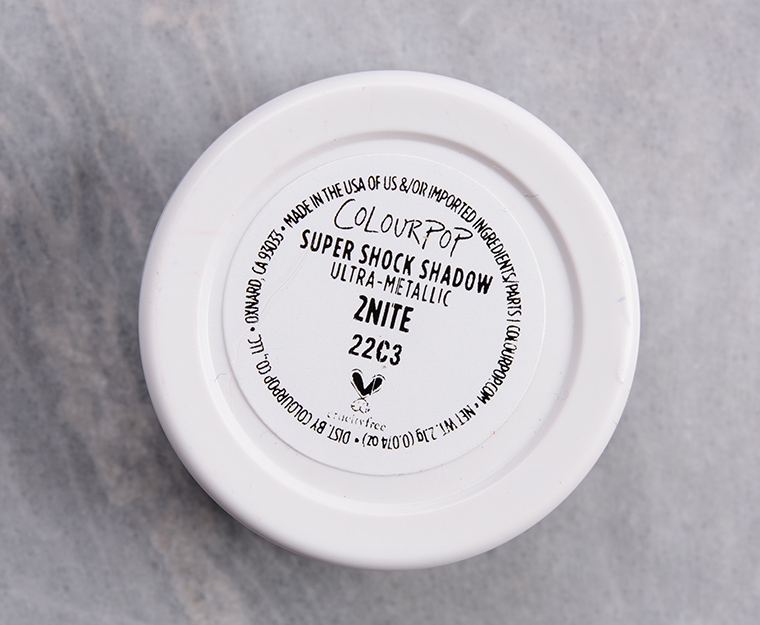 COLOURPOP
SUPER SHOCK SHADOW
ULTRA-METALLIC
2NITE
22C3
crueltyfree
• MADE IN THE USA OF US &/OR IMPORTED INGREDIENTS/PARTS | COLOURPOP.COM • NET WT. 2.1g (0.074 oz) • DIST. BY COLOURPOP CO., LLC • OXNARD, CA 93033